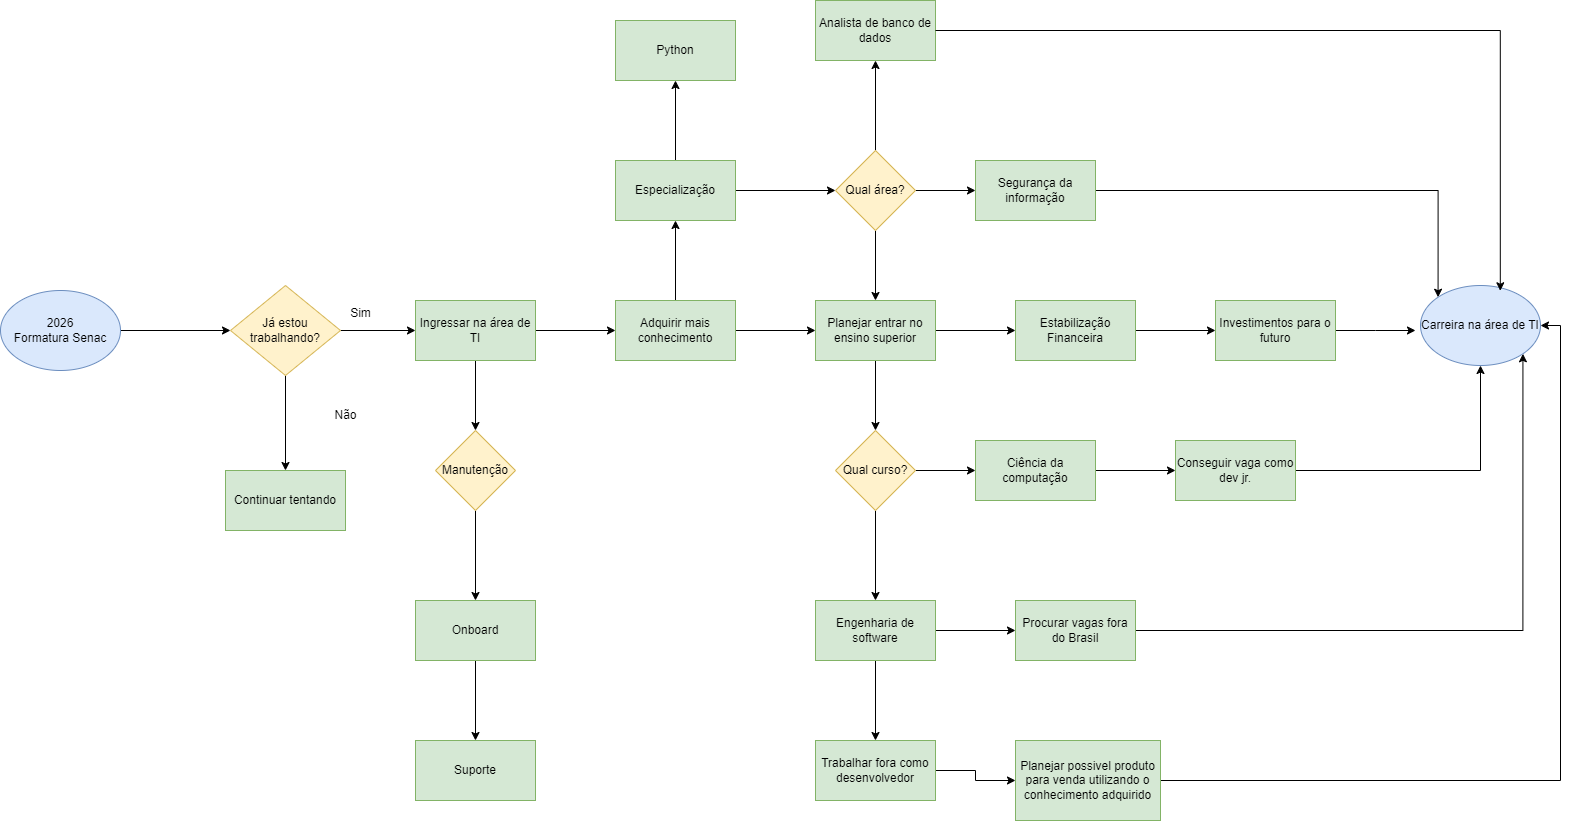 Analista de banco de
dados
Python
Especialização
Qual área?
Segurança da
informação
2026
Formatura Senac
Já estou
trabalhando?
Sim
Ingressar na área de
TI
Adquirir mais
conhecimento
Planejar entrar no
ensino superior
Estabilização
Financeira
Investimentos para o
futuro
Carreira na área de TI
Não
Continuar tentando
Manutenção
Qual curso?
Ciência da
computação
Conseguir vaga como
dev jr.
Onboard
Engenharia de
software
Procurar vagas fora
do Brasil
Suporte
Trabalhar fora como
desenvolvedor
Planejar possivel produto
para venda utilizando o
conhecimento adquirido